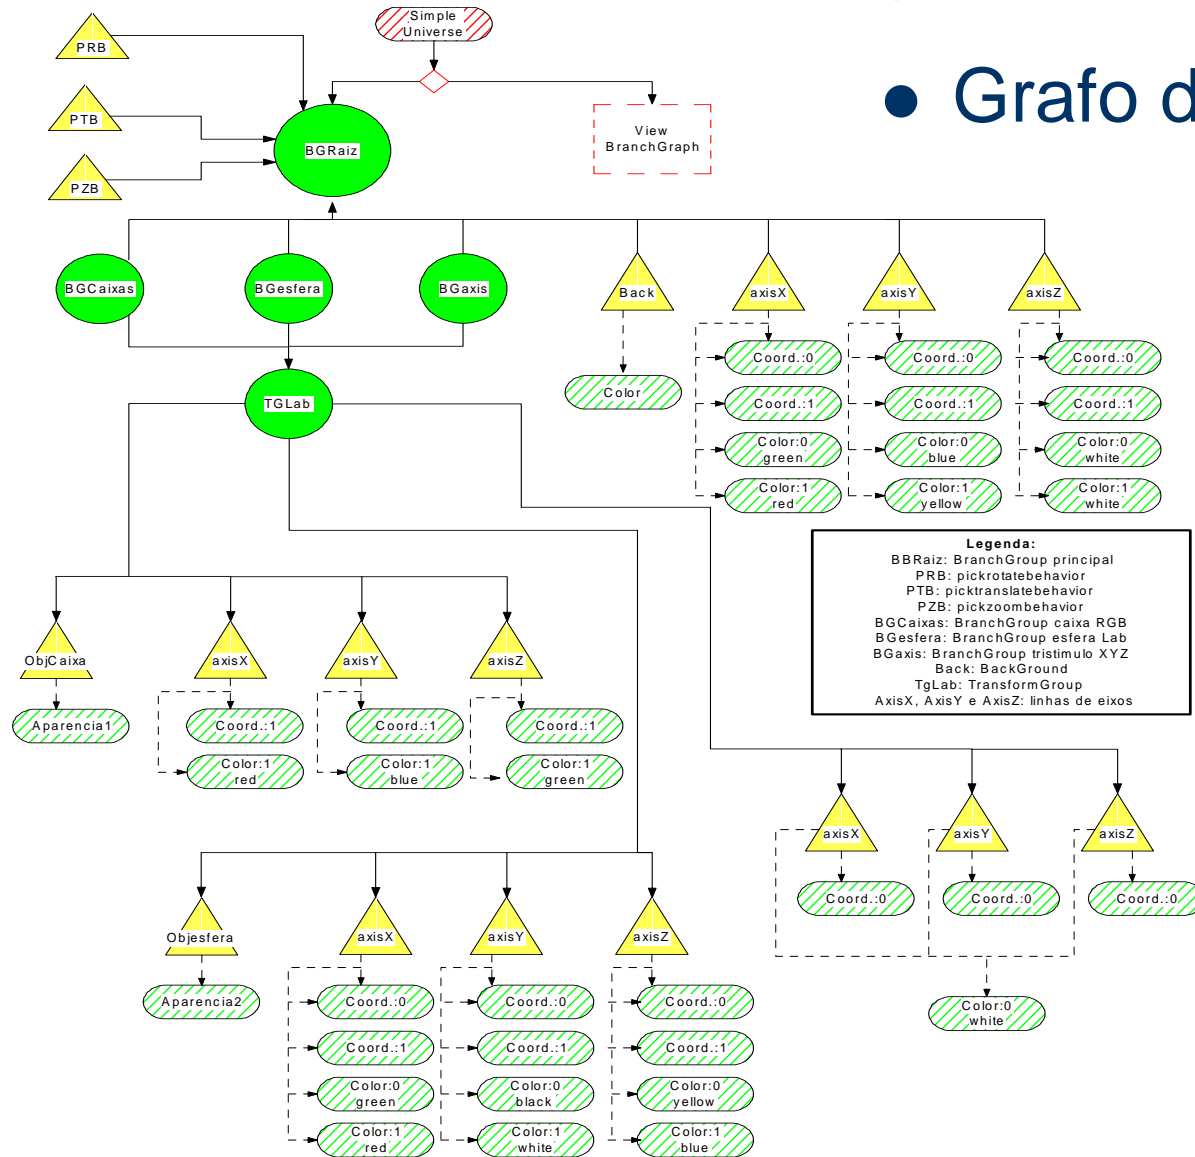 Simple
Universe
PRB
● Grafo d
PTB
View
BranchGraph
BGRaiz
PZB
BGCaixas
BGesfera
BGaxis
Back
axisX
axisY
axisZ
Coord.:0
Coord.:0
Coord.:0
Color
TGLab
Coord.:1
Coord.:1
Coord.:1
Color:0
green
Color:0
blue
Color:0
white
Color:1
red
Color:1
yellow
Color:1
white
Legenda:
BBRaiz: BranchGroup principal
PRB: pickrotatebehavior
PTB: picktranslatebehavior
PZB: pickzoombehavior
BGCaixas: BranchGroup caixa RGB
BGesfera: BranchGroup esfera Lab
BGaxis: BranchGroup tristimulo XYZ
Back: BackGround
TgLab: TransformGroup
AxisX, AxisY e AxisZ: linhas de eixos
ObjCaixa
axisX
axisY
axisZ
Aparencia1
Coord.:1
Coord.:1
Coord.:1
Color:1
red
Color:1
blue
Color:1
green
axisX
axisY
axisZ
Coord.:0
Coord.:0
Coord.:0
Objesfera
axisX
axisY
axisZ
Aparencia2
Coord.:0
Coord.:0
Coord.:0
Color:0
white
Coord.:1
Coord.:1
Coord.:1
Color:0
green
Color:0
black
Color:0
yellow
Color:1
red
Color:1
white
Color:1
blue